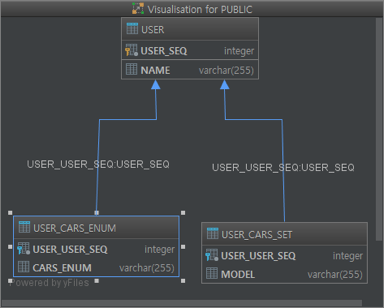 Visualisation for PUBLIC
USER
USER_SEQ integer
NAME varchar(255)
USER_USER_SEQ:USER_SEQ
USER_USER_SEQ:USER_SEQ
USER_CARS_ENUM
USER_USER_SEQ integer
CARS_ENUM varchar(255)
USER_CARS_SET
USER_USER_SEQ integer
MODEL varchar(255)
Powered by yFiles